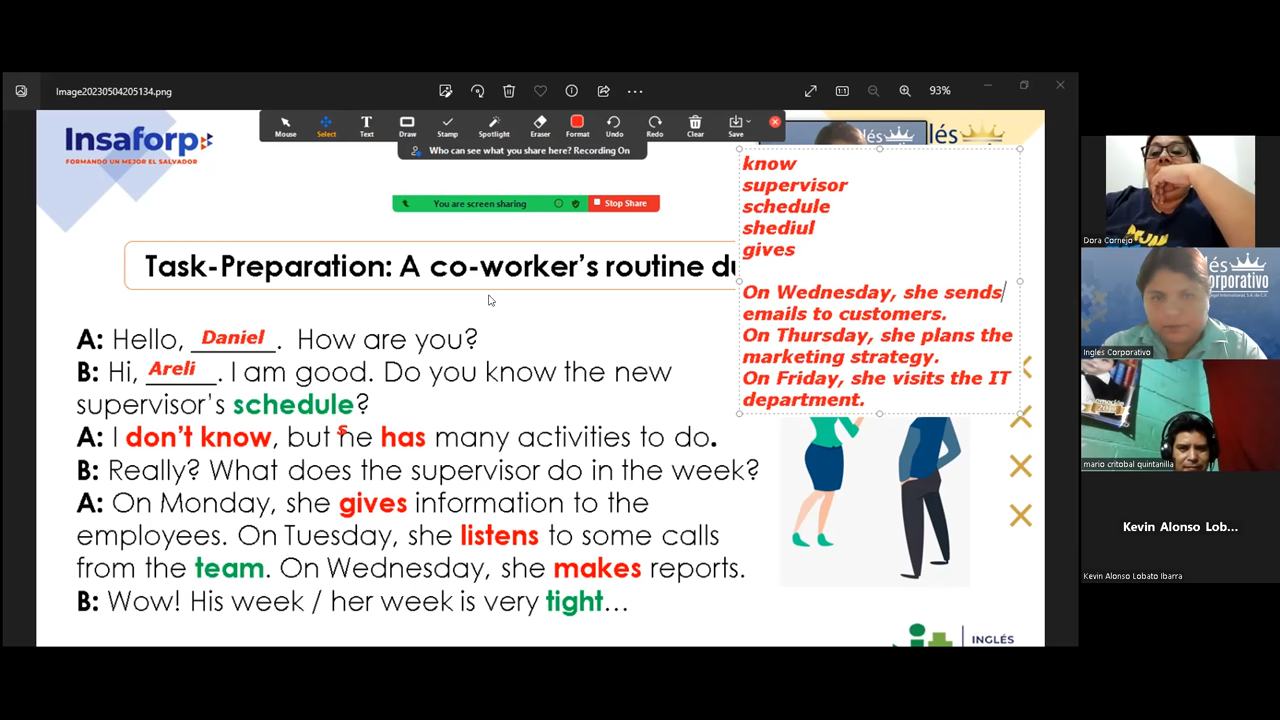 Image20230504205134.png
93%
Insaforp
FORMANDO UN MEJOR EL SALVADOR
Mouse
Select
Text
Draw
Stamp
Spotlight
Eraser
Format
Undo
Redo
Clear
Save
Who can see what you share here? Recording On
You are screen sharing
Stop Share
lés
know
supervisor
schedule
shediul
gives
On Wednesday, she sends
emails to customers.
On Thursday, she plans the
marketing strategy.
On Friday, she visits the IT
department.
Task-Preparation: A co-worker's routine du
A: Hello, Daniel. How are you?
B: Hi, Areli. I am good. Do you know the new
supervisor's schedule?
A: I don't know, but she has many activities to do.
B: Really? What does the supervisor do in the week?
A: On Monday, she gives information to the
employees. On Tuesday, she listens to some calls
from the team. On Wednesday, she makes reports.
B: Wow! His week / her week is very tight...
INGLÉS
Dora Cornejo
lés
orporativo
Ingles Corporativo
mario critobal quintanilla
Kevin Alonso Lob...
Kevin Alonso Lobato Ibarra